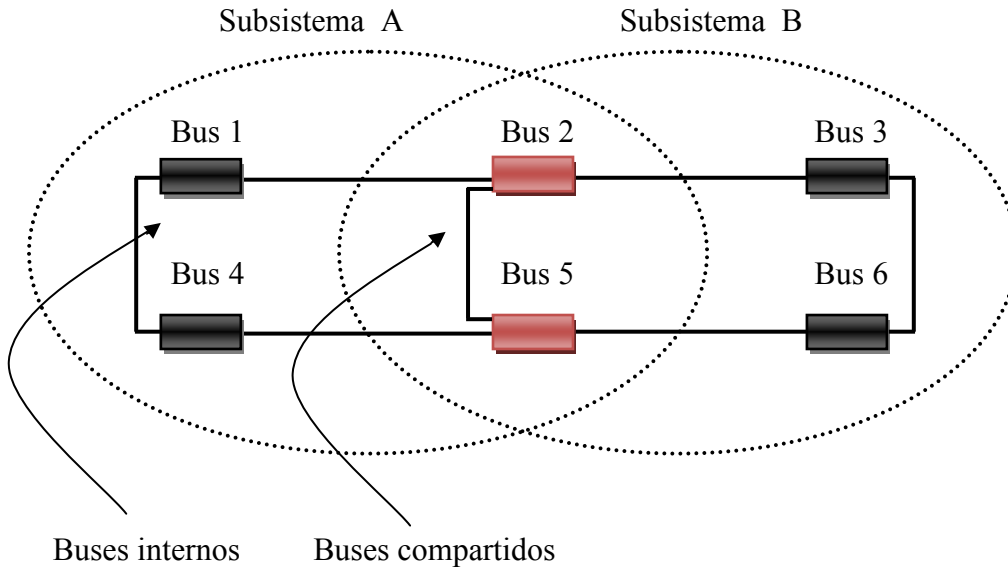 Subsistema A
Subsistema B
Bus 1
Bus 2
Bus 3
Bus 4
Bus 5
Bus 6
Buses internos
Buses compartidos